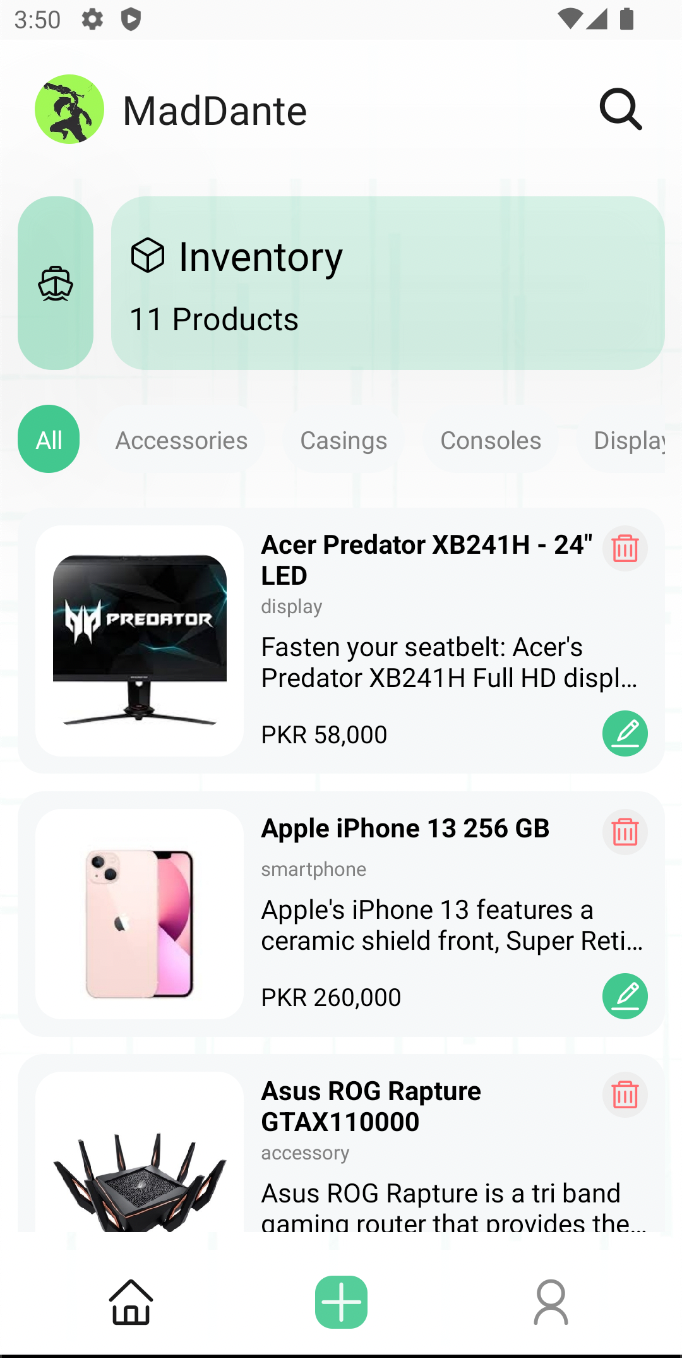 3:50
MadDante
Inventory
11 Products
All Accessories Casings Consoles Display
Acer Predator XB241H - 24"
LED
display
Fasten your seatbelt: Acer's
Predator XB241H Full HD displ...
PKR 58,000
PREDATOR
Apple iPhone 13 256 GB
smartphone
Apple's iPhone 13 features a
ceramic shield front, Super Reti...
PKR 260,000
Asus ROG Rapture
GTAX110000
accessory
Asus ROG Rapture is a tri band
gaming router that provides the...